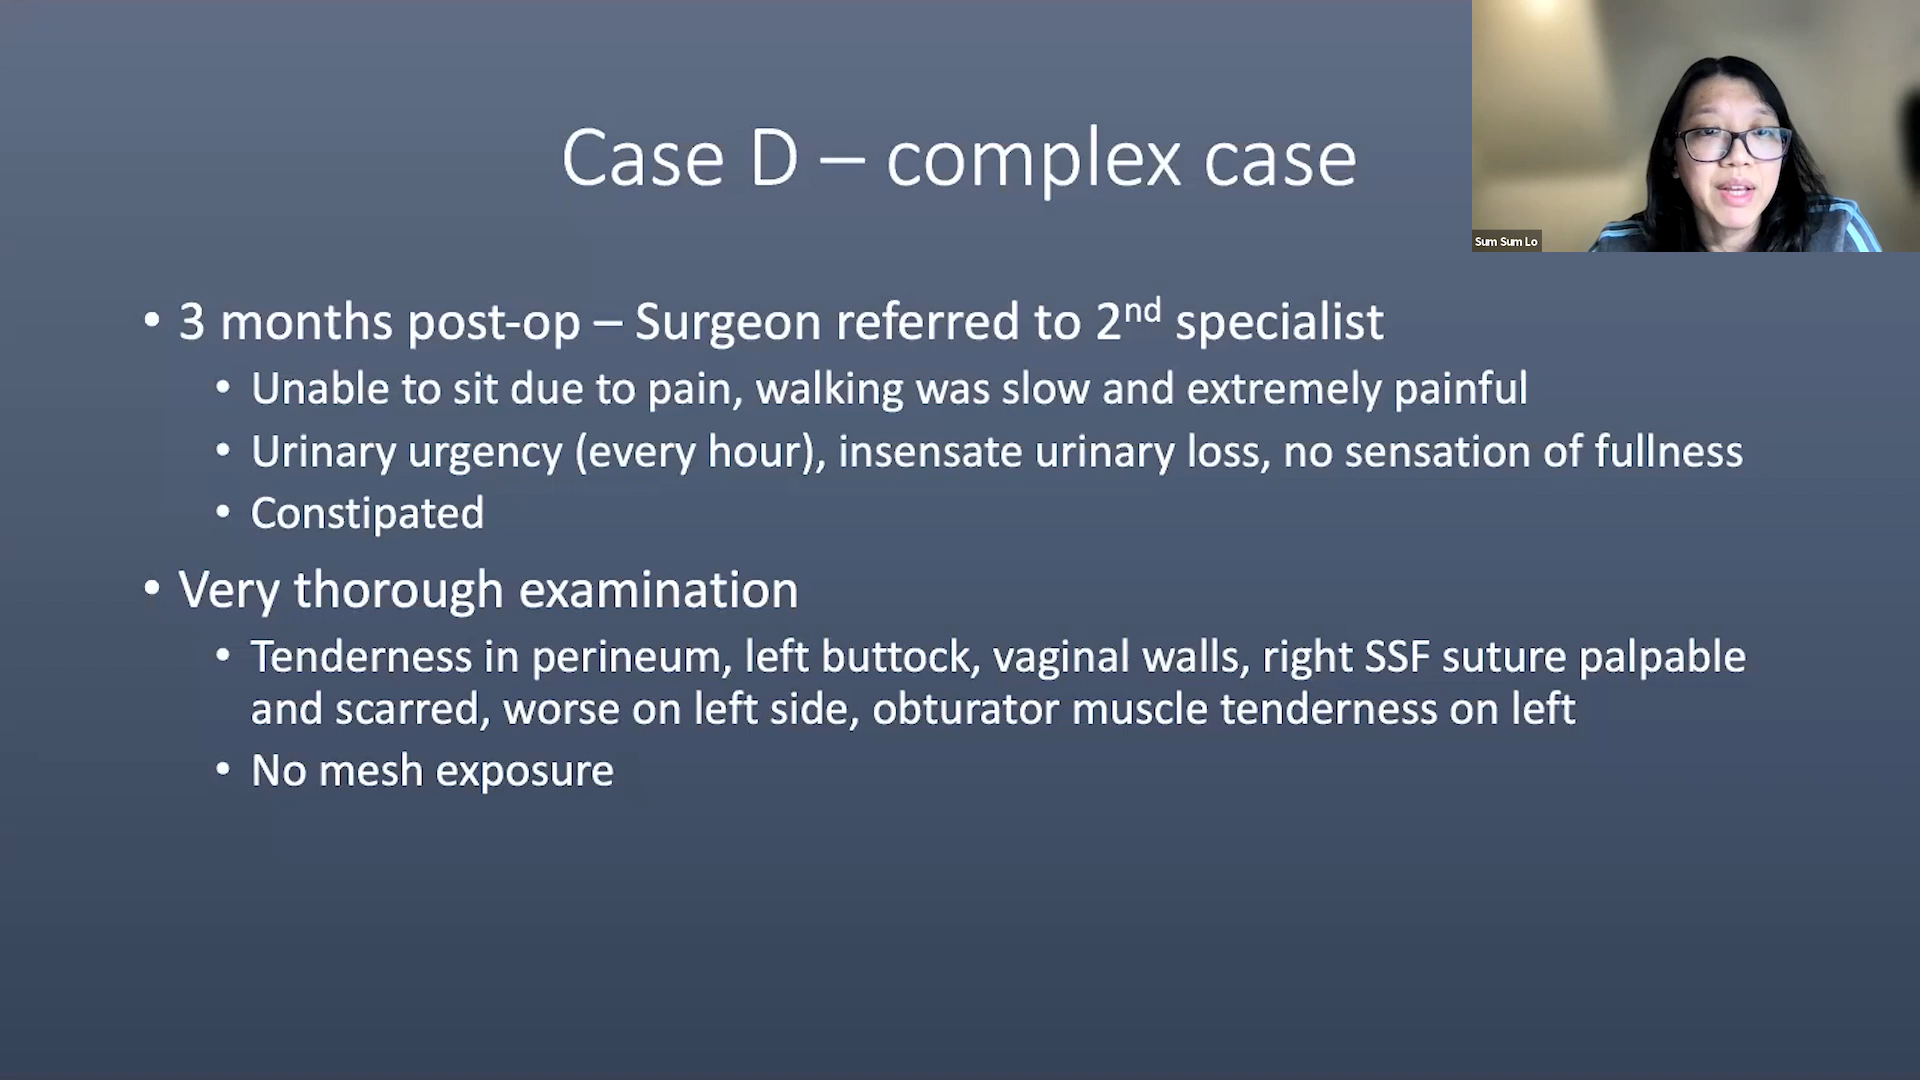 Case D – complex case
Sum Sum Lo
• 3 months post-op – Surgeon referred to 2nd specialist
• Unable to sit due to pain, walking was slow and extremely painful
• Urinary urgency (every hour), insensate urinary loss, no sensation of fullness
• Constipated
• Very thorough examination
• Tenderness in perineum, left buttock, vaginal walls, right SSF suture palpable
and scarred, worse on left side, obturator muscle tenderness on left
• No mesh exposure